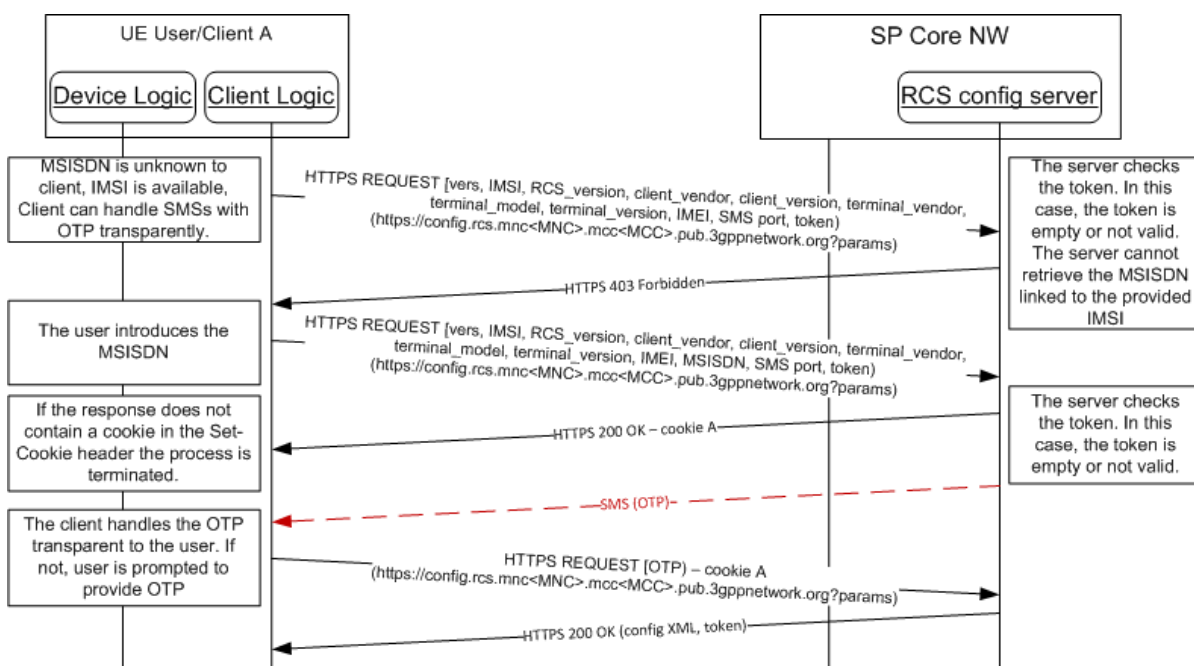 UE User/Client A
SP Core NW
Device Logic
Client Logic
RCS config server
MSISDN is unknown to
client, IMSI is available,
Client can handle SMSs with
OTP transparently.
HTTPS REQUEST [vers, IMSI, RCS_version, client_vendor, client_version, terminal_vendor,
terminal_model, terminal_version, IMEI, SMS port, token)
(https://config.rcs.mnc<MNC>.mcc<MCC>.pub.3gppnetwork.org?params)
The server checks
the token. In this
case, the token is
empty or not valid.
The server cannot
retrieve the MSISDN
linked to the provided
IMSI
HTTPS 403 Forbidden
The user introduces the
MSISDN
HTTPS REQUEST [vers, IMSI, RCS_version, client_vendor, client_version, terminal_vendor,
terminal_model, terminal_version, IMEI, MSISDN, SMS port, token)
(https://config.rcs.mnc<MNC>.mcc<MCC>.pub.3gppnetwork.org?params)
If the response does not
contain a cookie in the Set-
Cookie header the process is
terminated.
HTTPS 200 OK – cookie A
The server checks
the token. In this
case, the token is
empty or not valid.
SMS (OTP)
The client handles the OTP
transparent to the user. If
not, user is prompted to
provide OTP
HTTPS REQUEST [OTP) – cookie A
(https://config.rcs.mnc<MNC>.mcc<MCC>.pub.3gppnetwork.org?params)
HTTPS 200 OK (config XML, token)